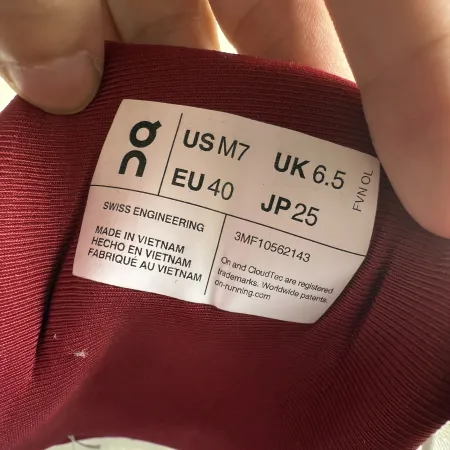 On
US M7
UK 6.5
EU 40
JP 25
FVN OL
SWISS ENGINEERING
MADE IN VIETNAM
HECHO EN VIETNAM
FABRIQUÉ AU VIETNAM
3MF10562143
On and CloudTec are registered
trademarks. Worldwide patents.
on-running.com